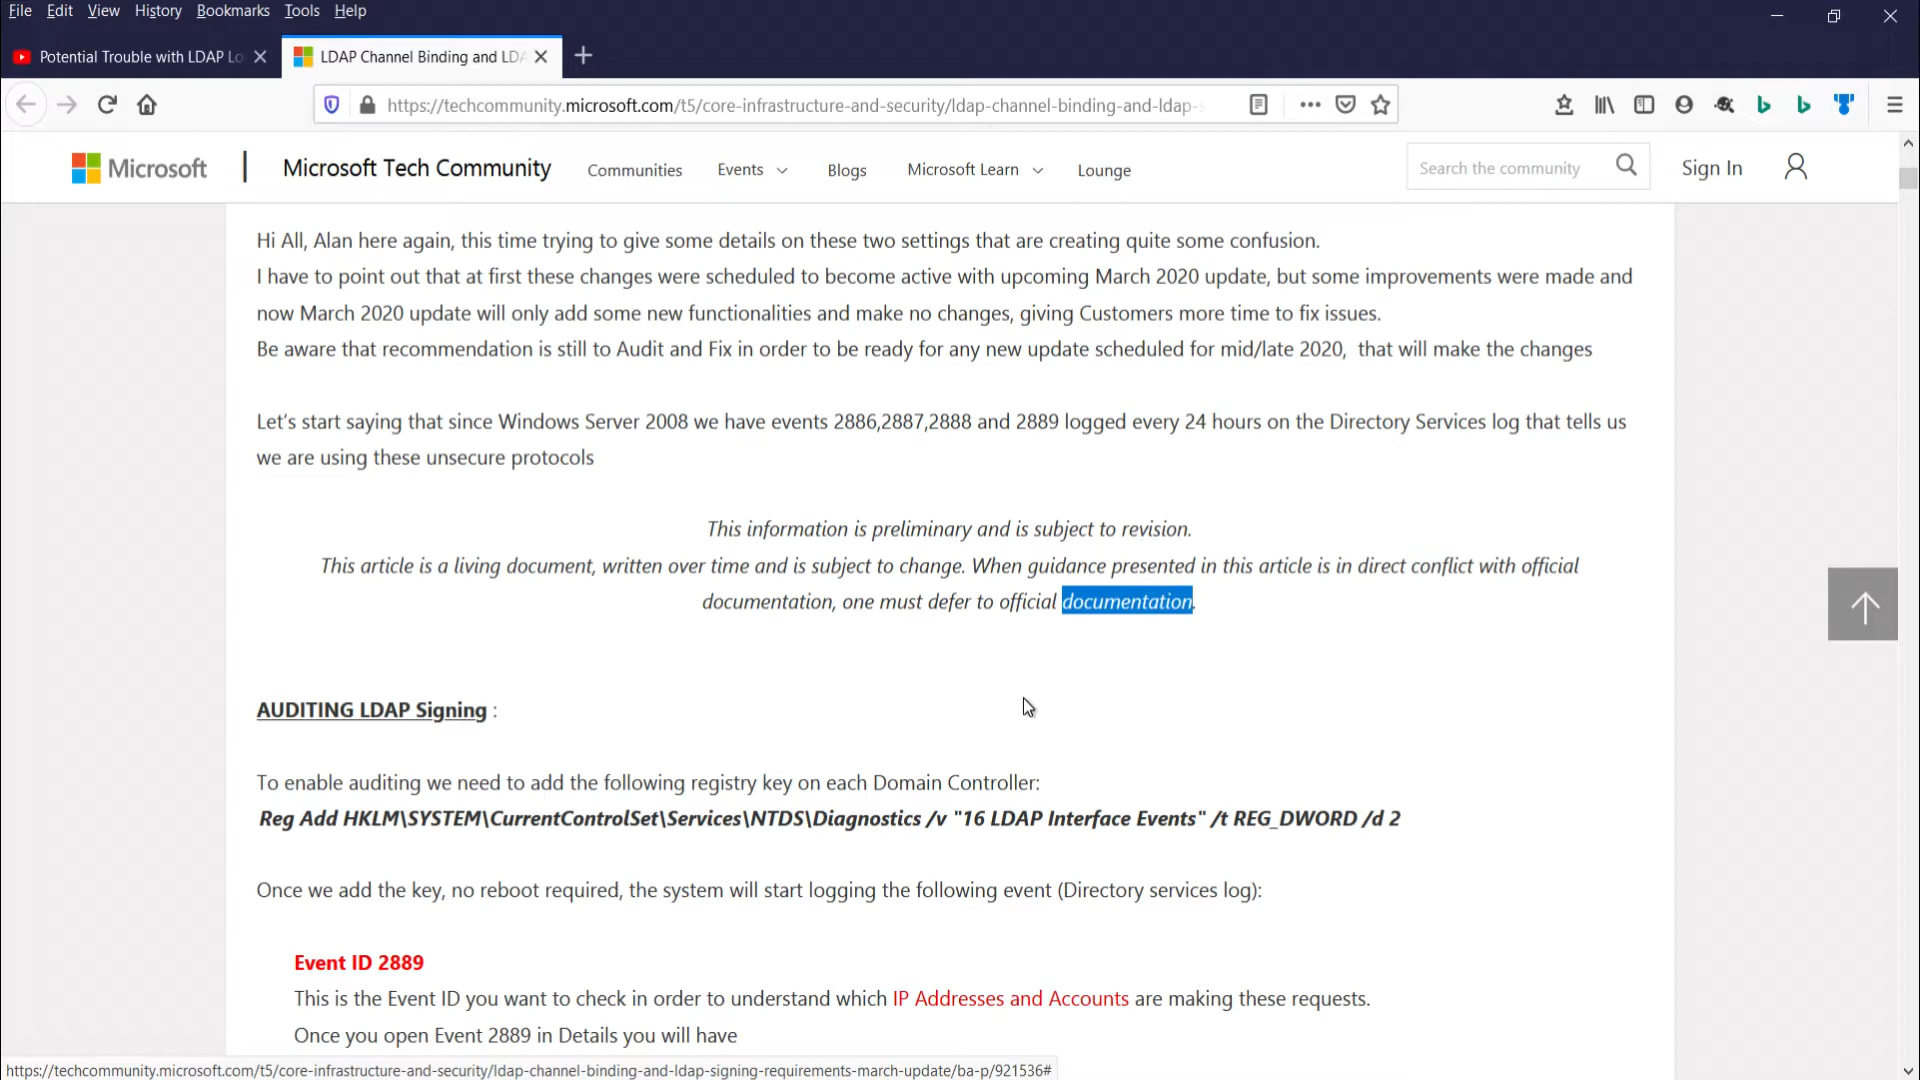 File Edit View History Bookmarks Tools Help
Potential Trouble with LDAP Lo
LDAP Channel Binding and LDA
https://techcommunity.microsoft.com/t5/core-infrastructure-and-security/ldap-channel-binding-and-ldap-s
Microsoft
Microsoft Tech Community
Communities Events Blogs Microsoft Learn Lounge
Search the community
Sign In
Hi All, Alan here again, this time trying to give some details on these two settings that are creating quite some confusion.
I have to point out that at first these changes were scheduled to become active with upcoming March 2020 update, but some improvements were made and
now March 2020 update will only add some new functionalities and make no changes, giving Customers more time to fix issues.
Be aware that recommendation is still to Audit and Fix in order to be ready for any new update scheduled for mid/late 2020, that will make the changes
Let’s start saying that since Windows Server 2008 we have events 2886,2887,2888 and 2889 logged every 24 hours on the Directory Services log that tells us
we are using these unsecure protocols
This information is preliminary and is subject to revision.
This article is a living document, written over time and is subject to change. When guidance presented in this article is in direct conflict with official
documentation, one must defer to official documentation.
AUDITING LDAP Signing :
To enable auditing we need to add the following registry key on each Domain Controller:
Reg Add HKLM\SYSTEM\CurrentControlSet\Services\NTDS\Diagnostics /v "16 LDAP Interface Events" /t REG_DWORD /d 2
Once we add the key, no reboot required, the system will start logging the following event (Directory services log):
Event ID 2889
This is the Event ID you want to check in order to understand which IP Addresses and Accounts are making these requests.
Once you open Event 2889 in Details you will have
https://techcommunity.microsoft.com/t5/core-infrastructure-and-security/ldap-channel-binding-and-ldap-signing-requirements-march-update/ba-p/921536#